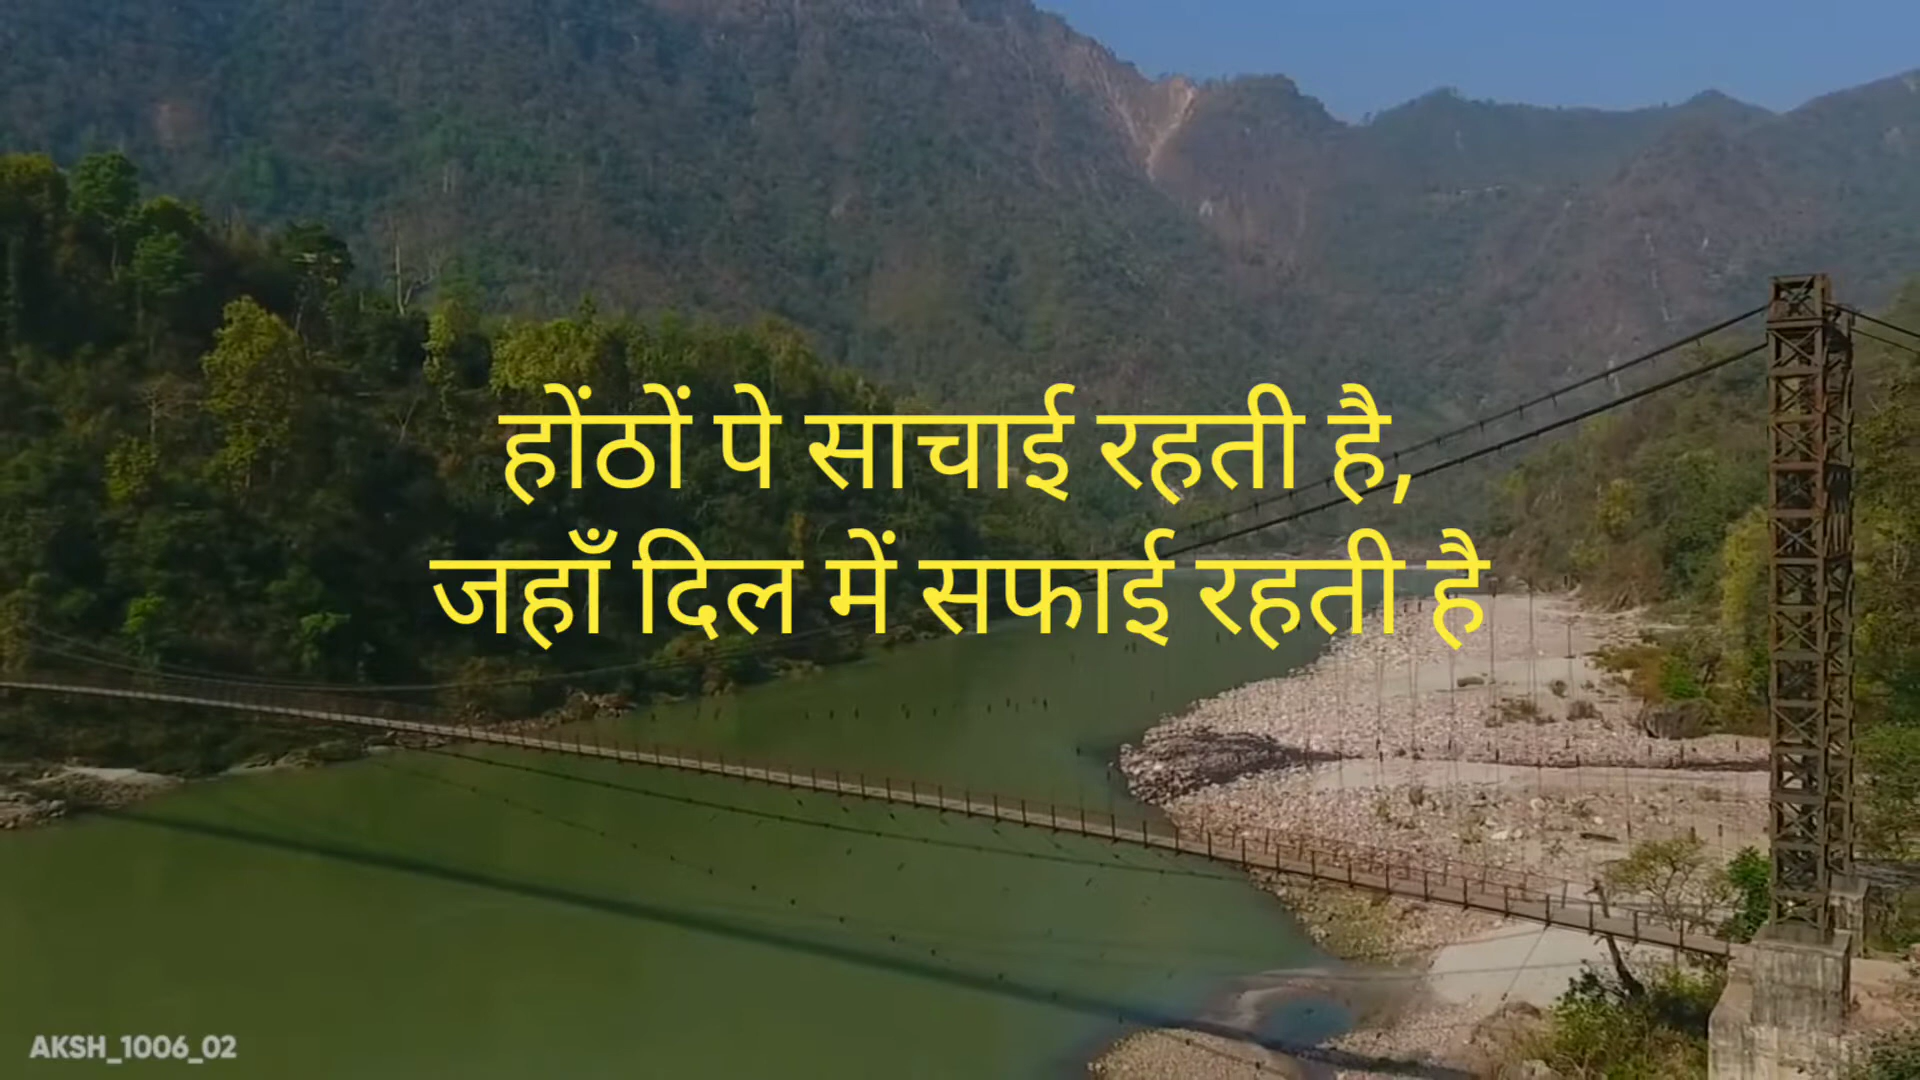 होंठों पे साचाई रहती है,
जहाँ दिल में सफाई रहती है
AKSH_1006_02